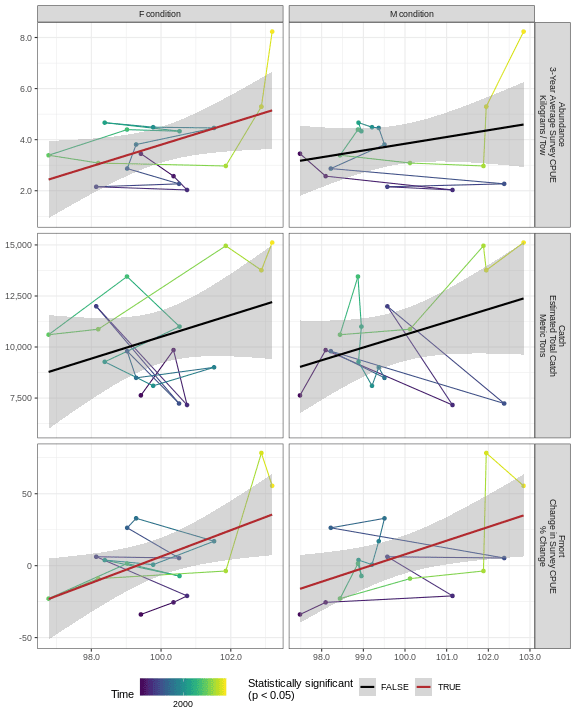 F condition
M condition
8.0
6.0
4.0
2.0
Abundance
3-Year Average Survey CPUE
Kilograms / Tow
15,000
12,500
10,000
7,500
Catch
Estimated Total Catch
Metric Tons
50
0
-50
Fmort
Change in Survey CPUE
% Change
98.0
100.0
102.0
98.0
99.0
100.0
101.0
102.0
103.0
Time
2000
Statistically significant
(p < 0.05)
FALSE
TRUE